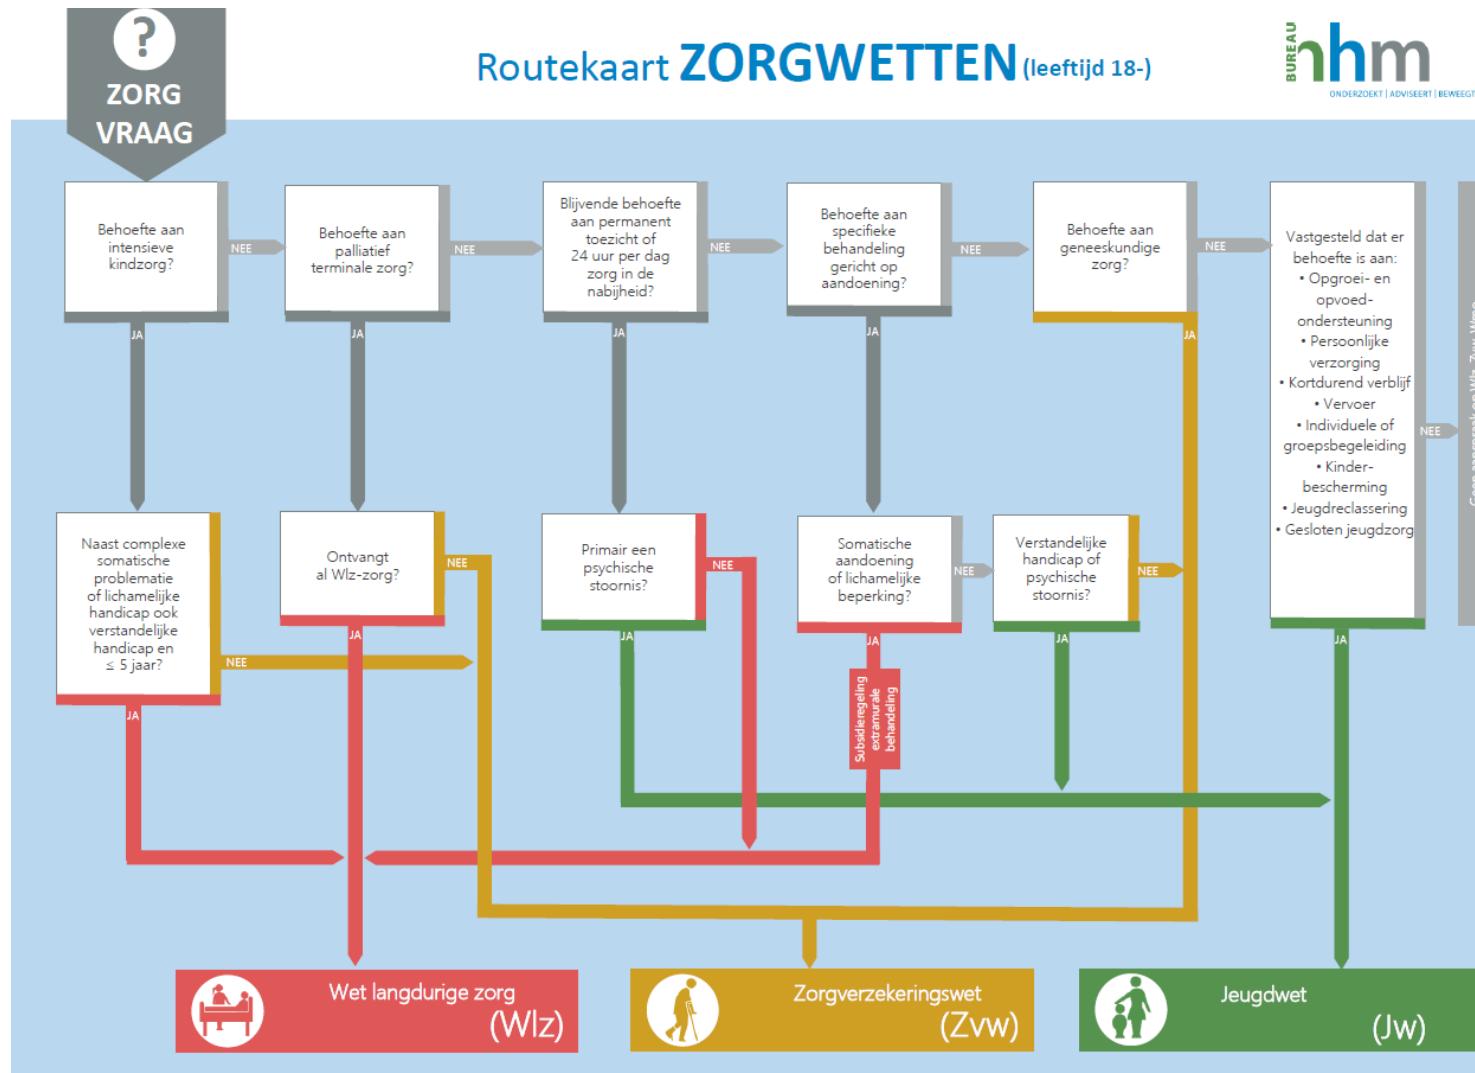 ?
ZORG
VRAAG
Routekaart ZORGWETTEN (leeftijd 18-)
BUREAU
nhm
ONDERZOEKT | ADVISEERT | BEWEEGT
Behoefte aan
intensieve
kindzorg?
NEE
JA
Behoefte aan
palliatief
terminale zorg?
NEE
JA
Blijvende behoefte
aan permanent
toezicht of
24 uur per dag
zorg in de
nabijheid?
NEE
JA
Behoefte aan
specifieke
behandeling
gericht op
aandoening?
NEE
JA
Behoefte aan
geneeskundige
zorg?
NEE
JA
Vastgesteld dat er
behoefte is aan:
• Opgroei- en
opvoed-
ondersteuning
• Persoonlijke
verzorging
• Kortdurend verblijf
• Vervoer
• Individuele of
groepsbegeleiding
• Kinder-
bescherming
• Jeugdreclassering
• Gesloten jeugdzorg
NEE
JA
Naast complexe
somatische
problematie
of lichamelijke
handicap ook
verstandelijke
handicap en
≤ 5 jaar?
NEE
JA
Ontvangt
al Wlz-zorg?
NEE
JA
Primair een
psychische
stoornis?
NEE
JA
Somatische
aandoening
of lichamelijke
beperking?
NEE
JA
Subsidieregeling
extramurale
behandeling
Verstandelijke
handicap of
psychische
stoornis?
NEE
JA
Wet langdurige zorg
(Wlz)
Zorgverzekeringswet
(Zvw)
Jeugdwet
(Jw)